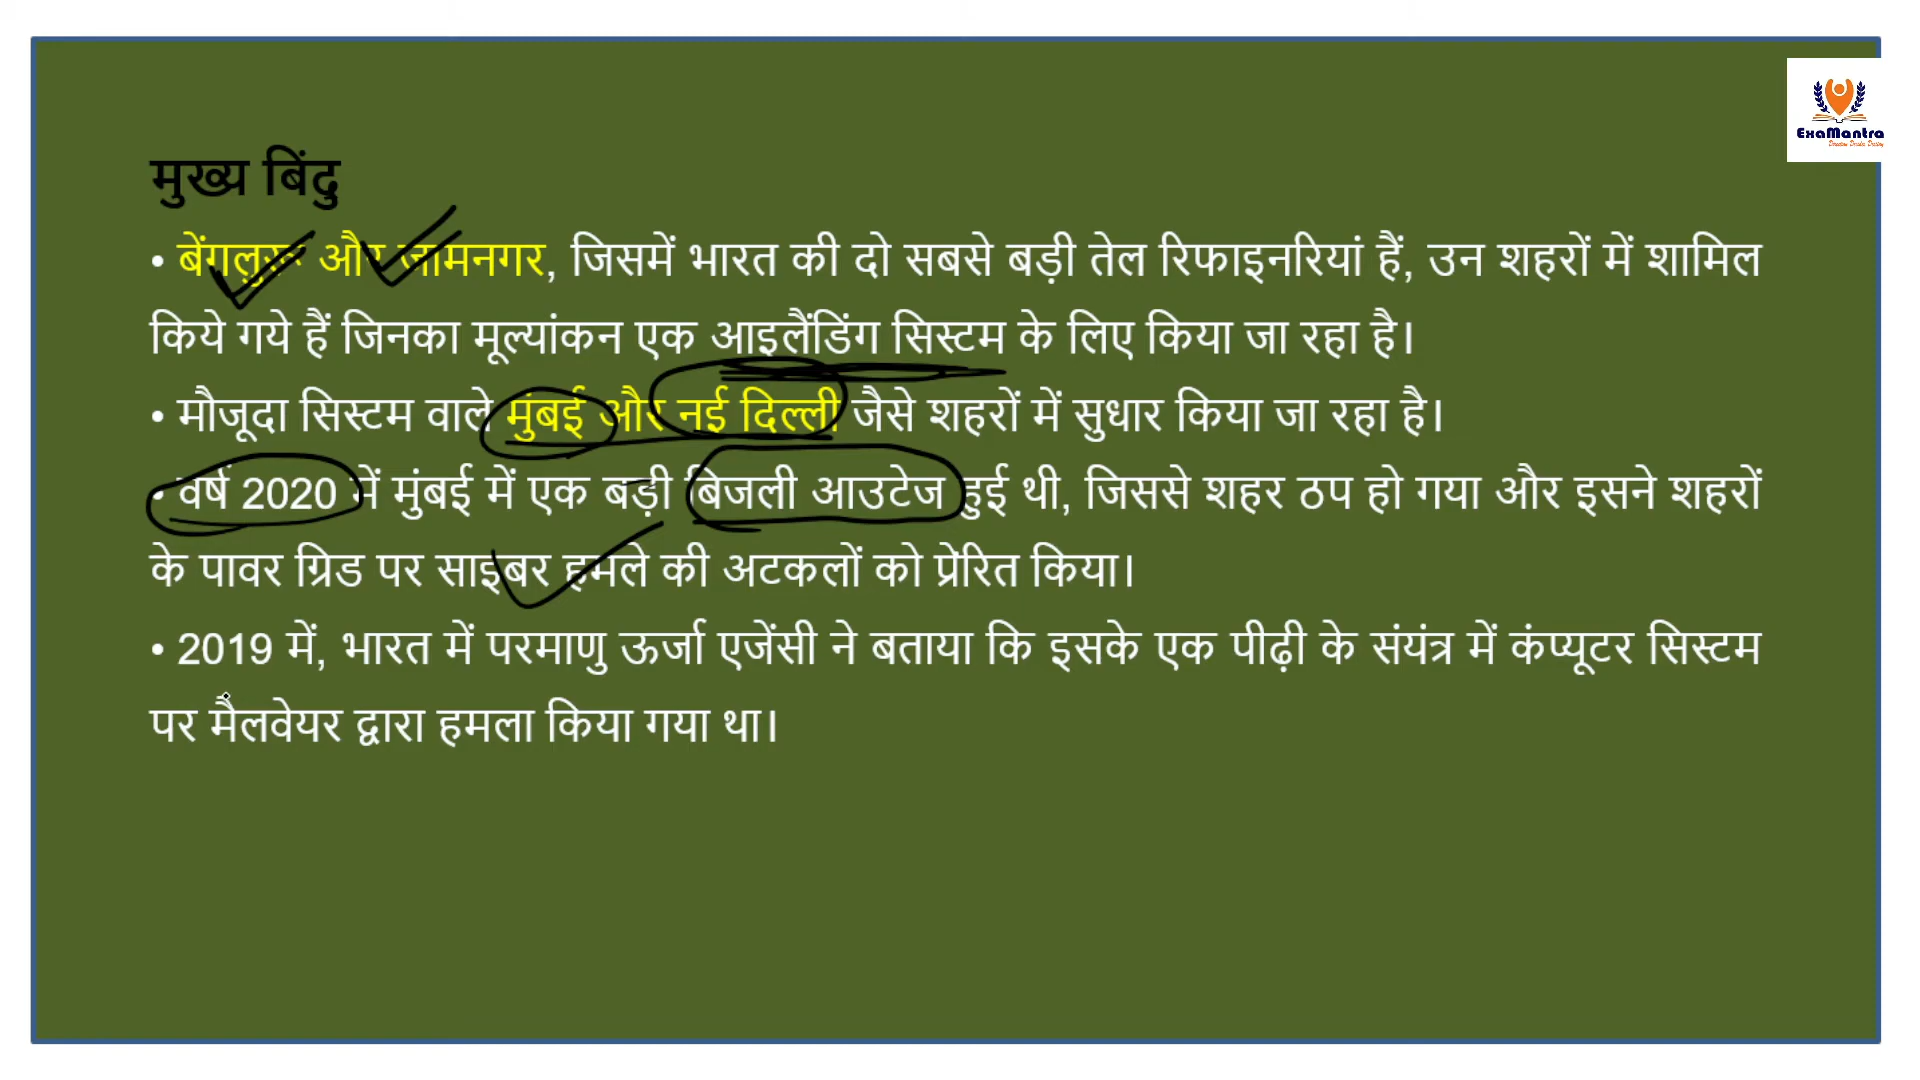 ExaMantra
मुख्य बिंदु
• बेंगलुरू और जामनगर, जिसमें भारत की दो सबसे बड़ी तेल रिफाइनरियां हैं, उन शहरों में शामिल
किये गये हैं जिनका मूल्यांकन एक आइलैंडिंग सिस्टम के लिए किया जा रहा है।
• मौजूदा सिस्टम वाले मुंबई और नई दिल्ली जैसे शहरों में सुधार किया जा रहा है।
• वर्ष 2020 में मुंबई में एक बड़ी बिजली आउटेज हुई थी, जिससे शहर ठप हो गया और इसने शहरों
के पावर ग्रिड पर साइबर हमले की अटकलों को प्रेरित किया।
• 2019 में, भारत में परमाणु ऊर्जा एजेंसी ने बताया कि इसके एक पीढ़ी के संयंत्र में कंप्यूटर सिस्टम
पर मैलवेयर द्वारा हमला किया गया था।